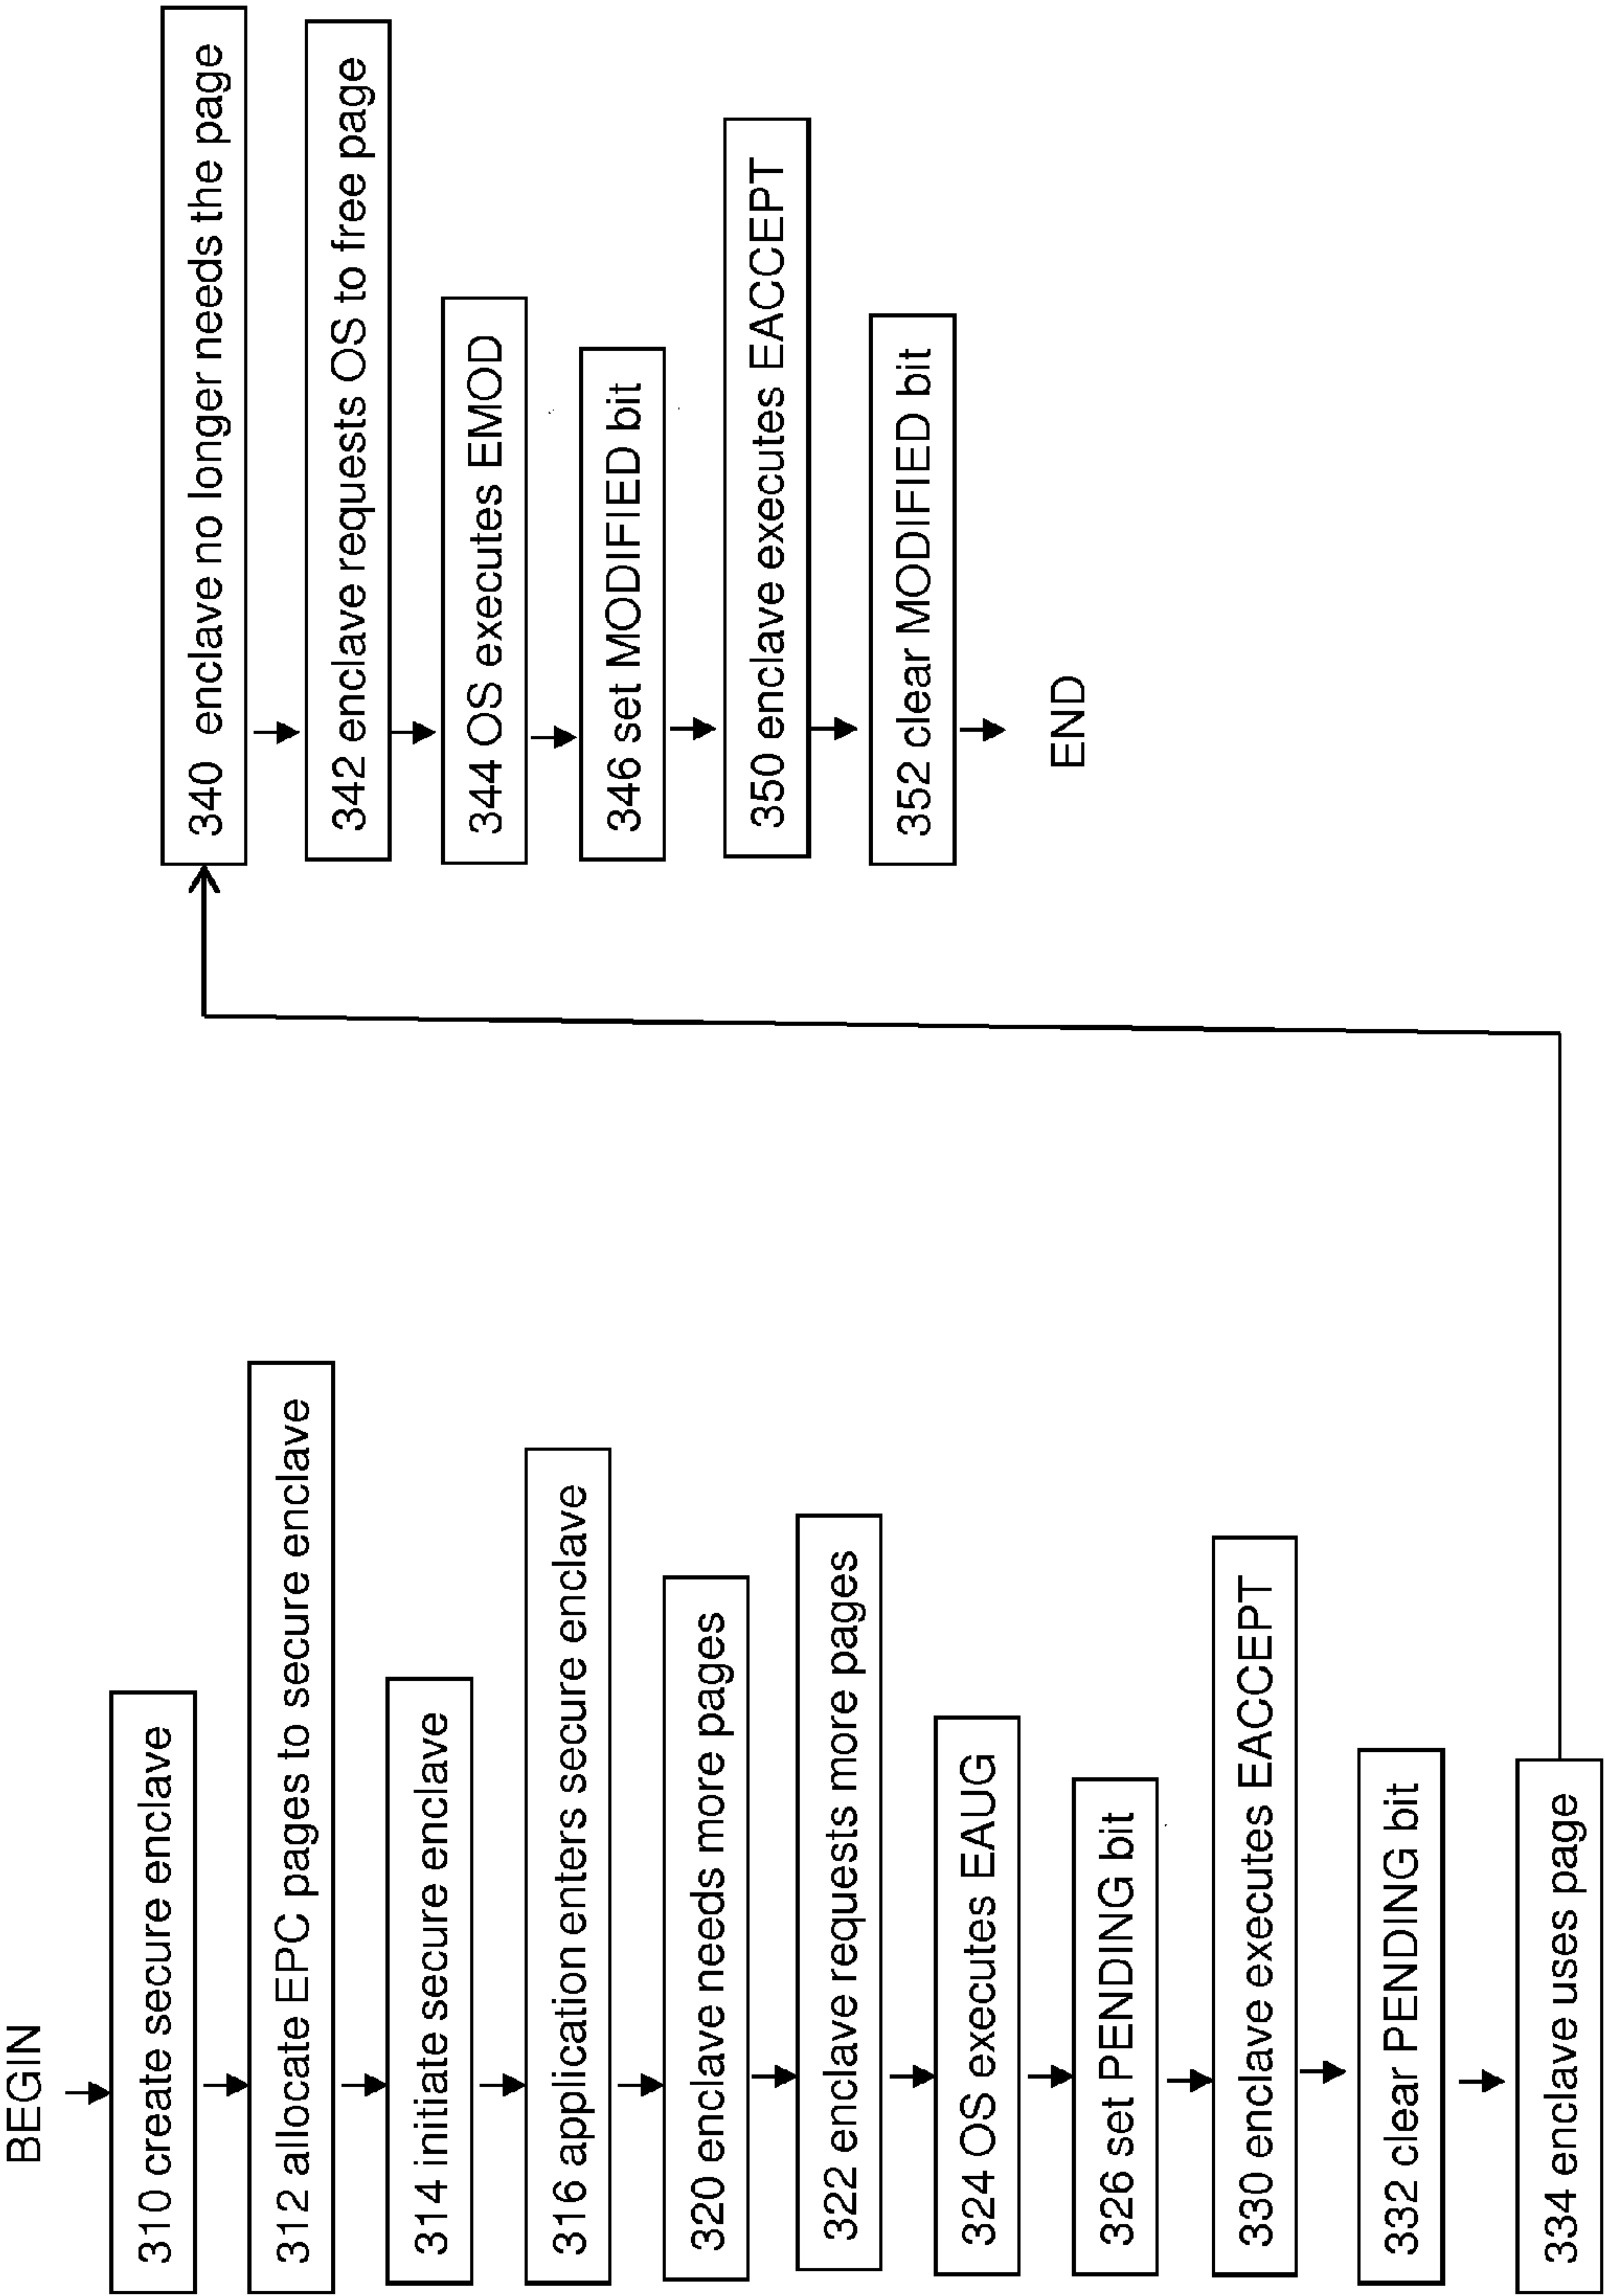 BEGIN
310 create secure enclave
312 allocate EPC pages to secure enclave
314 initiate secure enclave
316 application enters secure enclave
320 enclave needs more pages
322 enclave requests more pages
324 OS executes EAUG
326 set PENDING bit
330 enclave executes EACCEPT
332 clear PENDING bit
334 enclave uses page
340 enclave no longer needs the page
342 enclave requests OS to free page
344 OS executes EMOD
346 set MODIFIED bit
350 enclave executes EACCEPT
352 clear MODIFIED bit
END